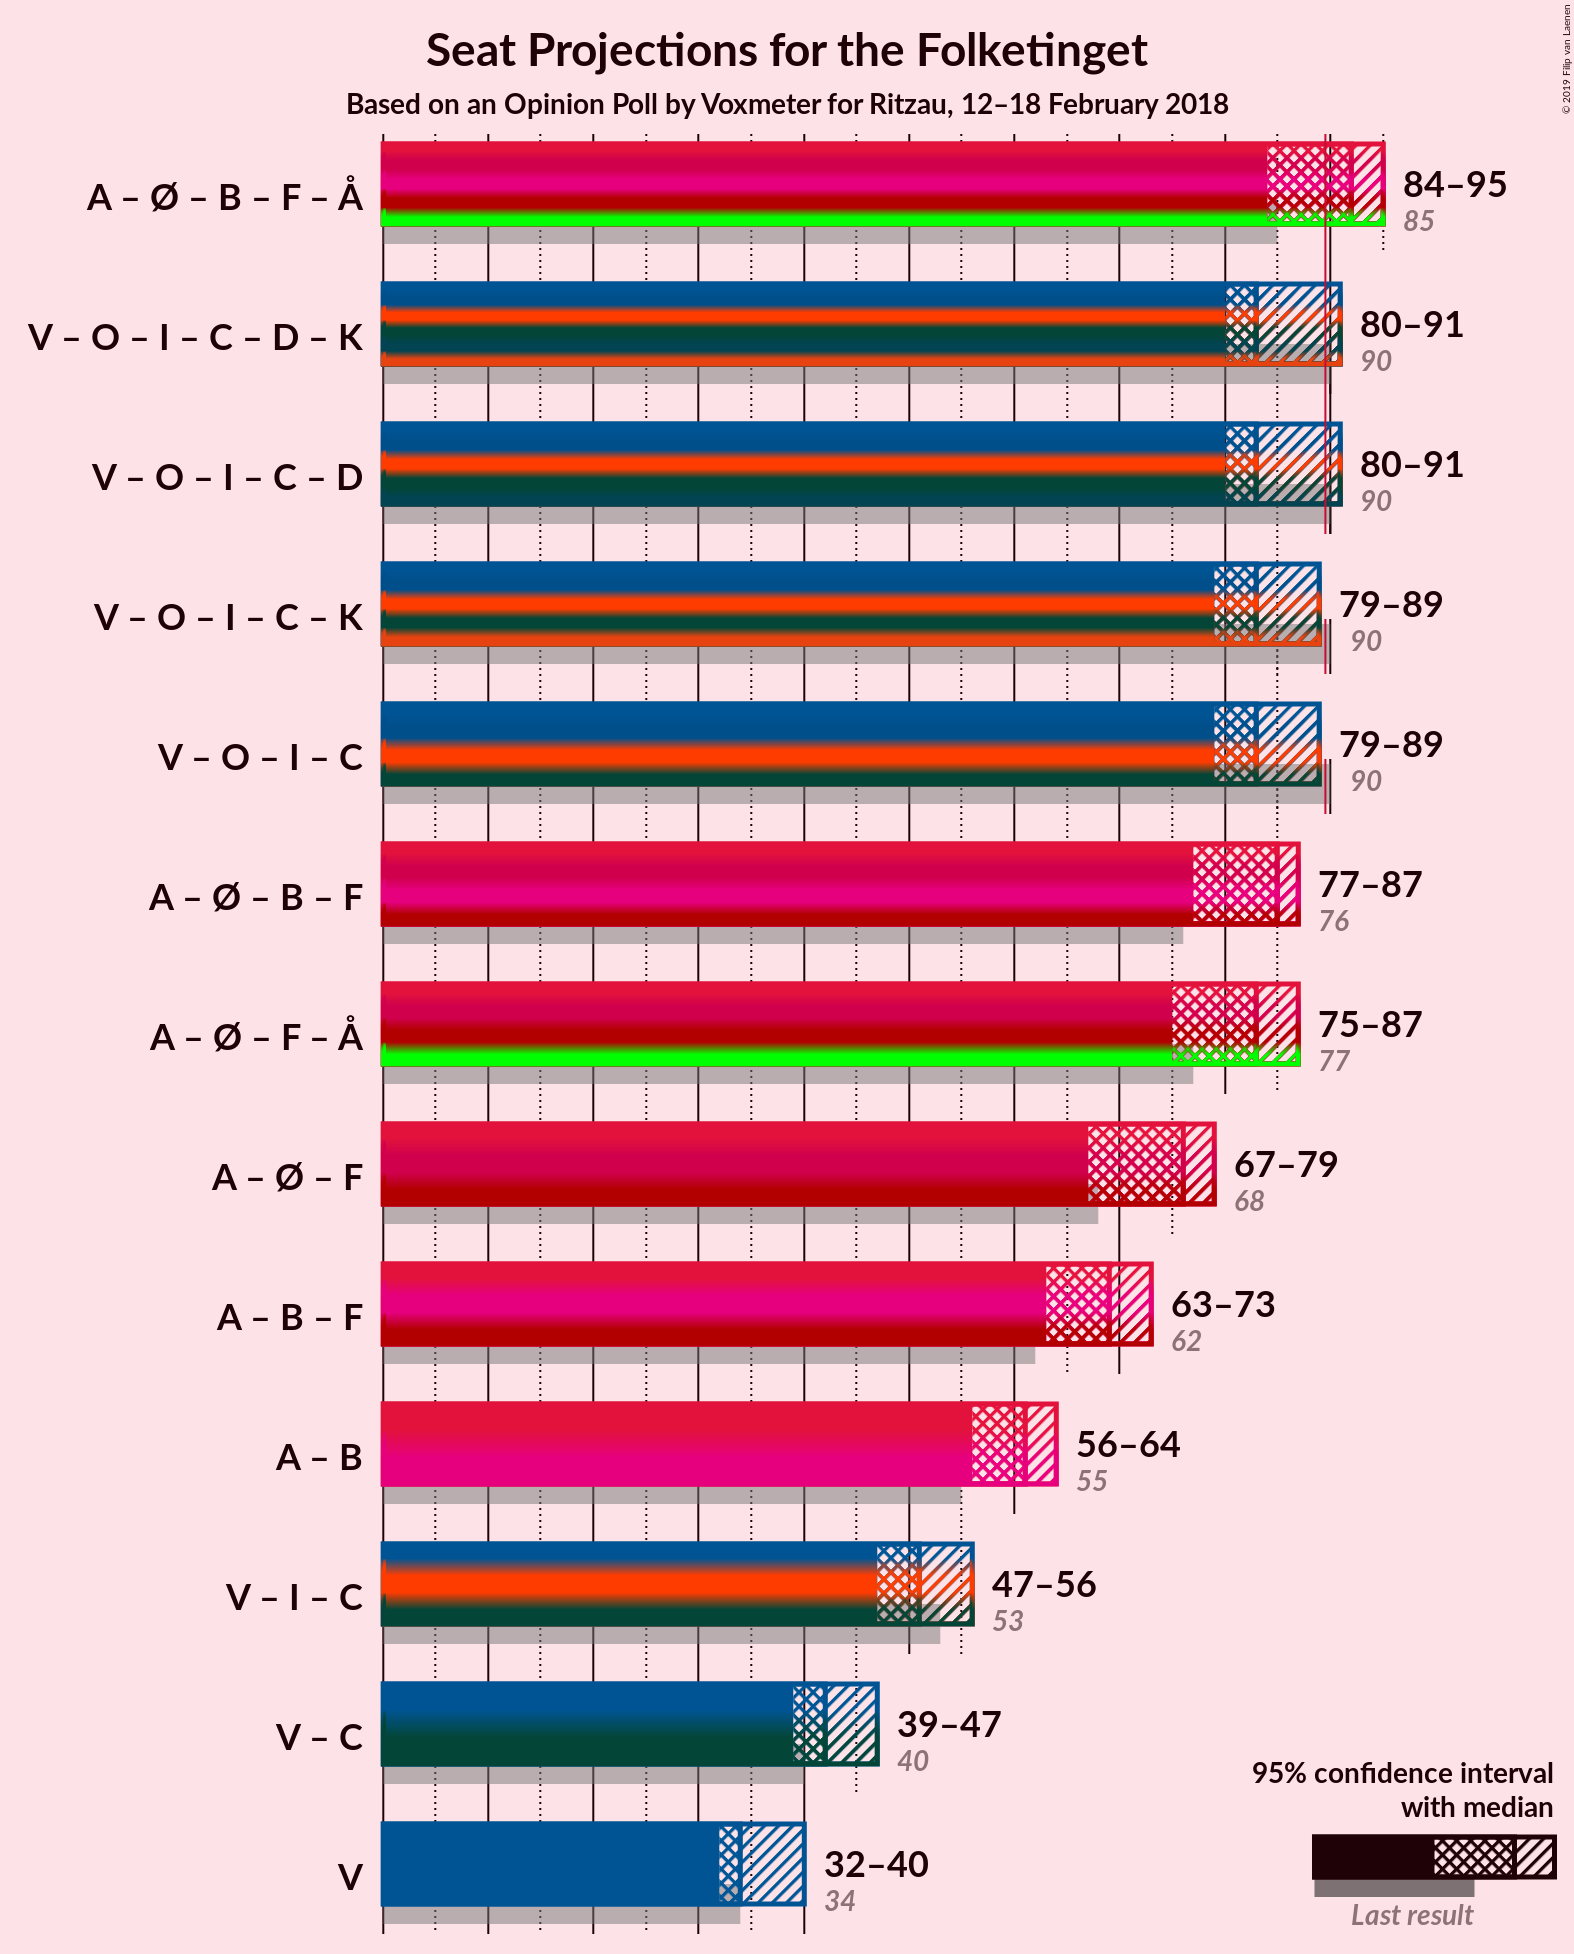 Seat Projections for the Folketinget
Based on an Opinion Poll by Voxmeter for Ritzau, 12–18 February 2018
© 2019 Filip van Laenen
A – Ø – B – F – Å
84–95
85
V – O – I – C – D – K
80–91
90
V – O – I – C – D
80–91
90
V – O – I – C – K
79–89
90
V – O – I – C
79–89
90
A – Ø – B – F
77–87
76
A – Ø – F – Å
75–87
77
A – Ø – F
67–79
68
A – B – F
63–73
62
A – B
56–64
55
V – I – C
47–56
53
V – C
39–47
40
V
32–40
34
95% confidence interval
with median
Last result